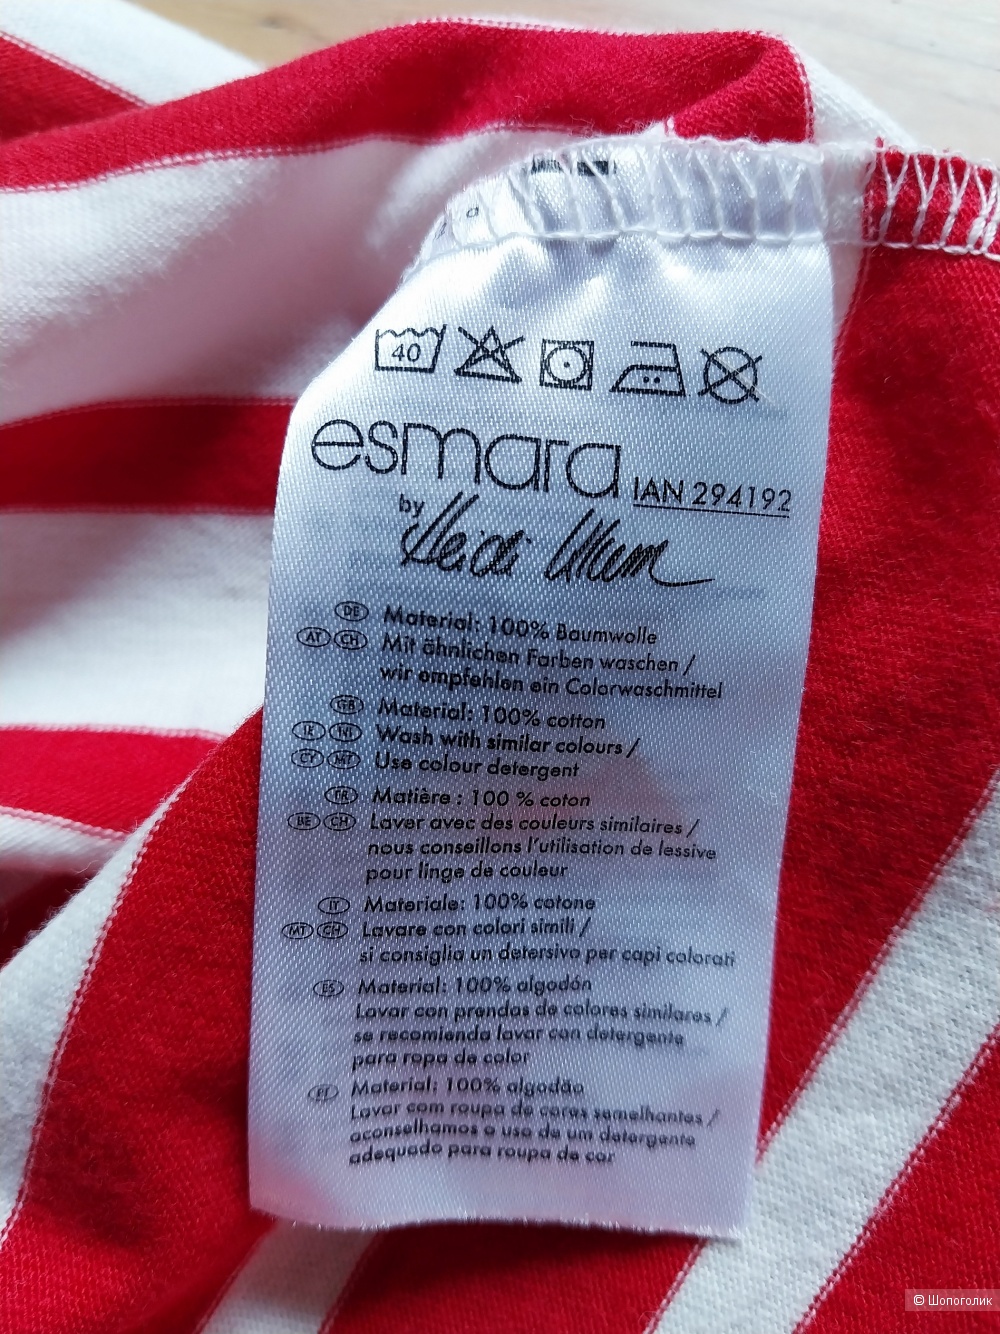 40
esmara
IAN 294192
by Heidi Klum
DE Material: 100% Baumwolle
AT CH Mit ähnlichen Farben waschen /
wir empfehlen ein Colorwaschmittel
GB Material: 100% cotton
IE NI Wash with similar colours /
CY MT Use colour detergent
FR Matière : 100 % coton
BE CH Laver avec des couleurs similaires /
nous conseillons l'utilisation de lessive
pour linge de couleur
IT Materiale: 100% cotone
MT CH Lavare con colori simili /
si consiglia un detersivo per capi colorati
ES Material: 100% algodón
Lavar con prendas de colores similares /
se recomienda lavar con detergente
para ropa de color
PT Material: 100% algodão
Lavar com roupa de cores semelhantes /
aconselhamos o uso de um detergente
adequado para roupa de cor
© Шопоголик